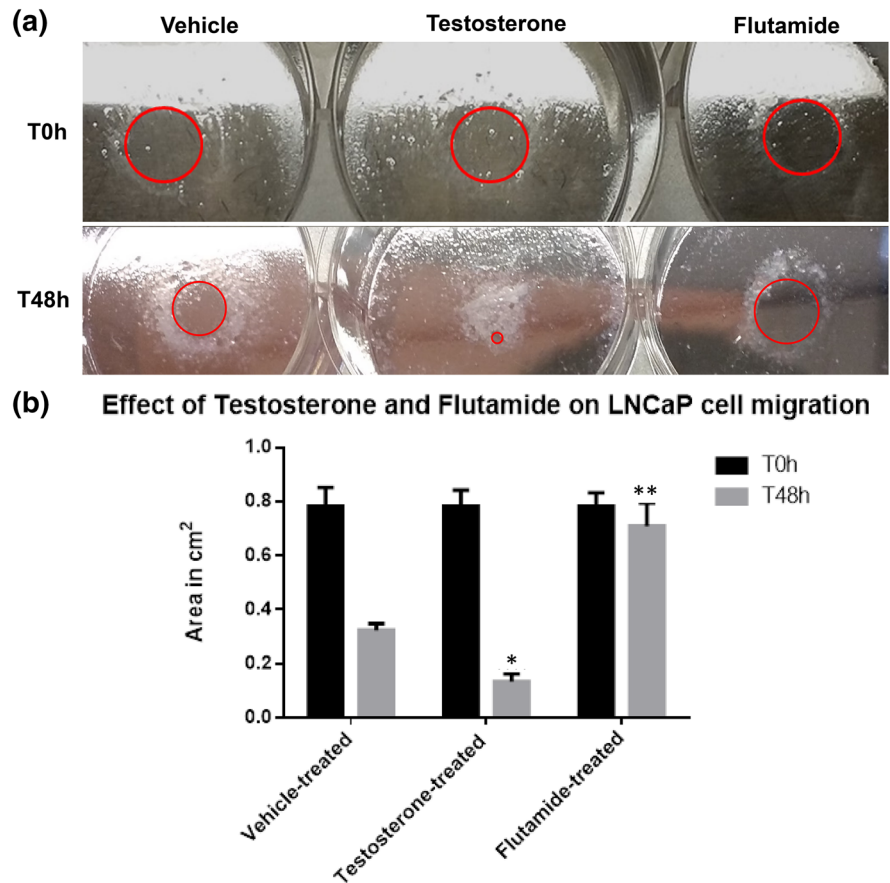 (a)
Vehicle Testosterone Flutamide
T0h
T48h
(b) Effect of Testosterone and Flutamide on LNCaP cell migration
1.0
0.8
0.6
0.4
0.2
0.0
Area in cm²
T0h
T48h
*
**
Vehicle-treated
Testosterone-treated
Flutamide-treated